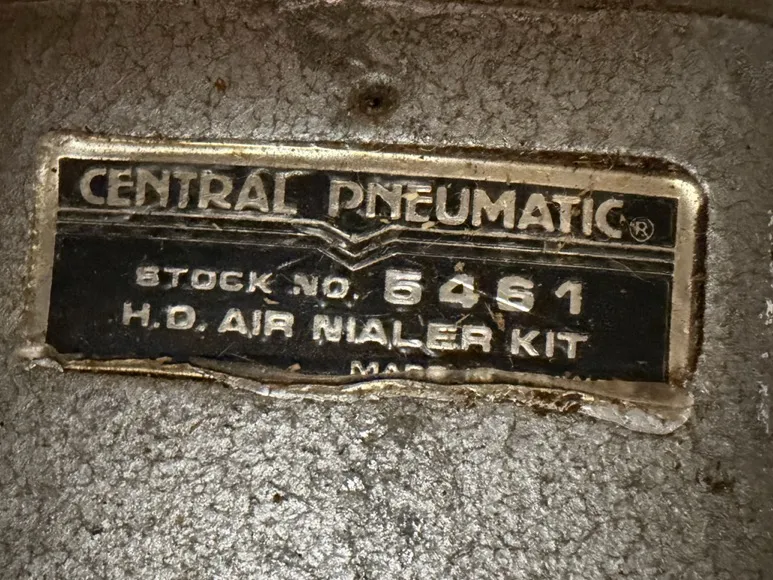 CENTRAL PNEUMATIC®
STOCK NO. 5461
H.D. AIR NIALER KIT